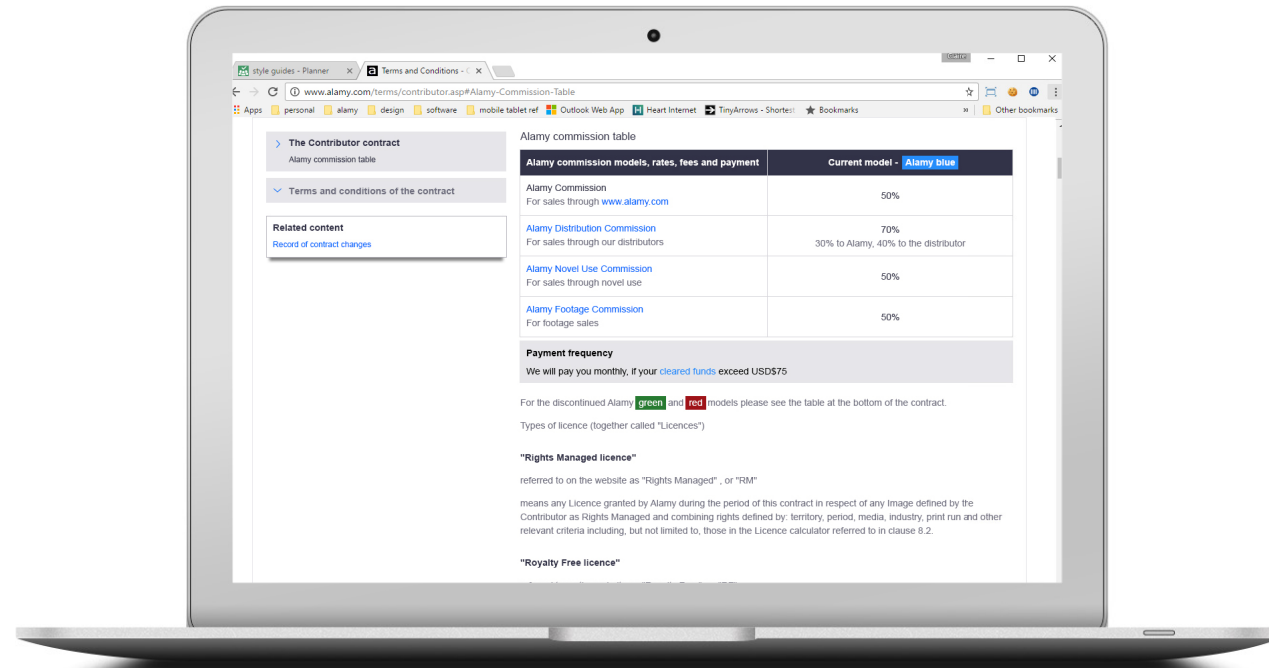 style guides - Planner
Terms and Conditions - C
www.alamy.com/terms/contributor.asp#Alamy-Commission-Table
Apps personal alamy design software mobile tablet ref Outlook Web App Heart Internet TinyArrows - Shortest Bookmarks » Other bookmarks
The Contributor contract
Alamy commission table
Terms and conditions of the contract
Related content
Record of contract changes
Alamy commission table
Alamy commission models, rates, fees and payment Current model - Alamy blue
Alamy Commission
For sales through www.alamy.com
50%
Alamy Distribution Commission
For sales through our distributors
70%
30% to Alamy, 40% to the distributor
Alamy Novel Use Commission
For sales through novel use
50%
Alamy Footage Commission
For footage sales
50%
Payment frequency
We will pay you monthly, if your cleared funds exceed USD$75
For the discontinued Alamy green and red models please see the table at the bottom of the contract.
Types of licence (together called "Licences")
"Rights Managed licence"
referred to on the website as "Rights Managed" , or "RM"
means any Licence granted by Alamy during the period of this contract in respect of any Image defined by the
Contributor as Rights Managed and combining rights defined by: territory, period, media, industry, print run and other
relevant criteria including, but not limited to, those in the Licence calculator referred to in clause 8.2.
"Royalty Free licence"